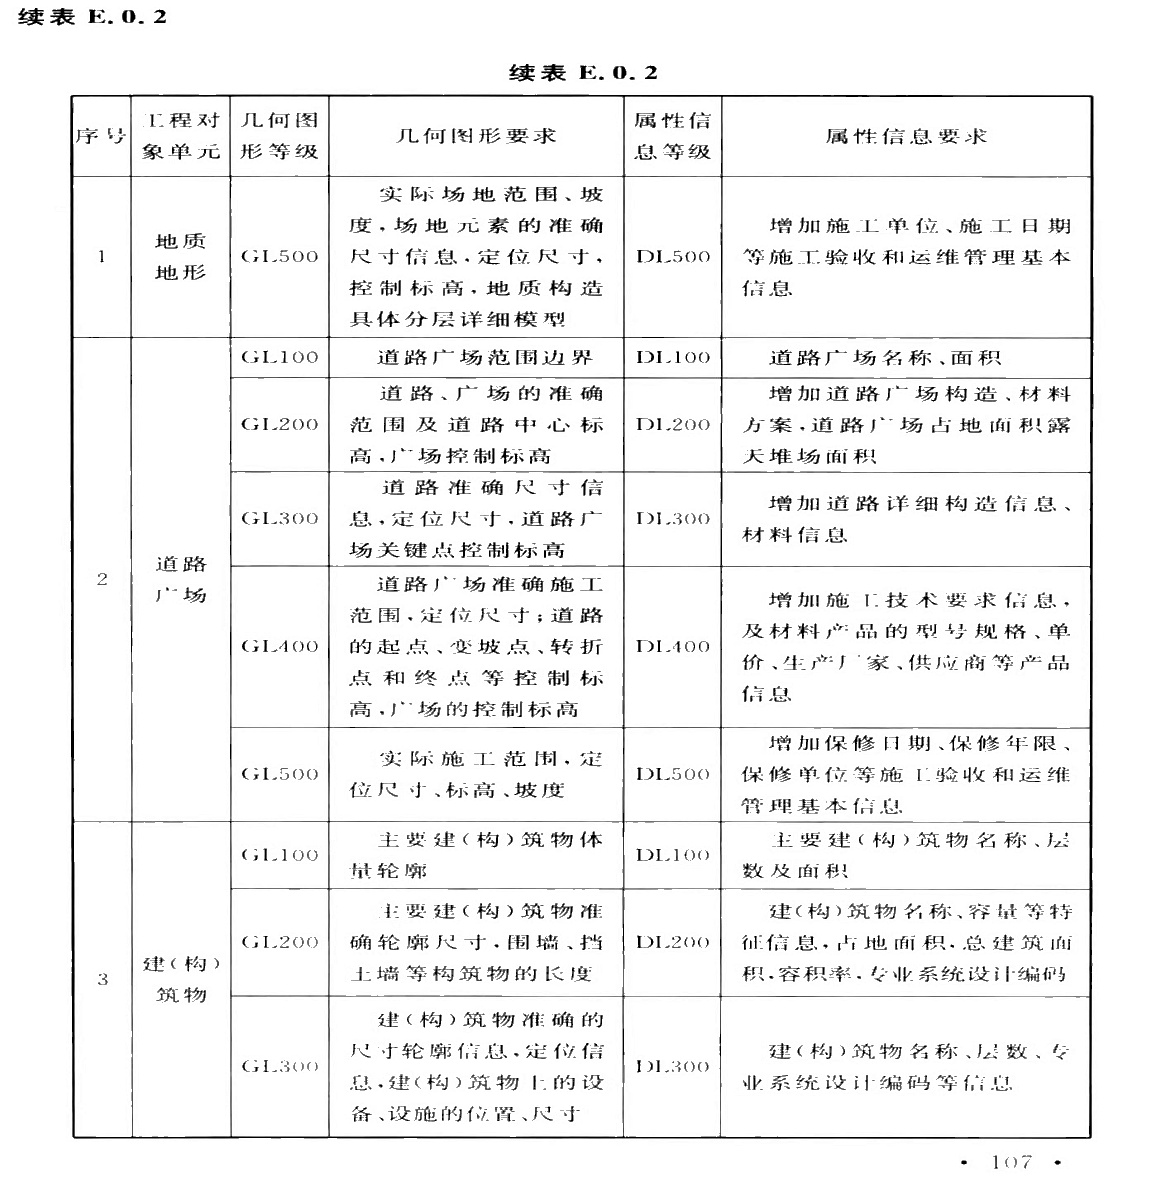 续表 E.0.2
续表 E.0.2
序号
工程对
象单元
几何图
形等级
几何图形要求
属性信
息等级
属性信息要求
1
地质
地形
GL500
实际场地范围、坡
度,场地元素的准确
尺寸信息,定位尺寸,
控制标高,地质构造
具体分层详细模型
DL500
增加施工单位、施工日期
等施工验收和运维管理基本
信息
2
道路
广场
GL100
道路广场范围边界
DL100
道路广场名称、面积
GL200
道路、广场的准确
范围及道路中心标
高,广场控制标高
DL200
增加道路广场构造、材料
方案,道路广场占地面积露
天堆场面积
GL300
道路准确尺寸信
息,定位尺寸,道路广
场关键点控制标高
DL300
增加道路详细构造信息、
材料信息
GL400
道路广场准确施工
范围,定位尺寸;道路
的起点、变坡点、转折
点和终点等控制标
高,广场的控制标高
DL400
增加施工技术要求信息,
及材料产品的型号规格、单
价、生产厂家、供应商等产品
信息
GL500
实际施工范围,定
位尺寸、标高、坡度
DL500
增加保修日期、保修年限、
保修单位等施工验收和运维
管理基本信息
3
建(构)
筑物
GL100
主要建(构)筑物体
量轮廓
DL100
主要建(构)筑物名称、层
数及面积
GL200
主要建(构)筑物准
确轮廓尺寸,围墙、挡
土墙等构筑物的长度
DL200
建(构)筑物名称、容量等特
征信息,占地面积,总建筑面
积,容积率,专业系统设计编码
GL300
建(构)筑物准确的
尺寸轮廓信息,定位信
息,建(构)筑物上的设
备、设施的位置、尺寸
DL300
建(构)筑物名称、层数、专
业系统设计编码等信息
• 107 •